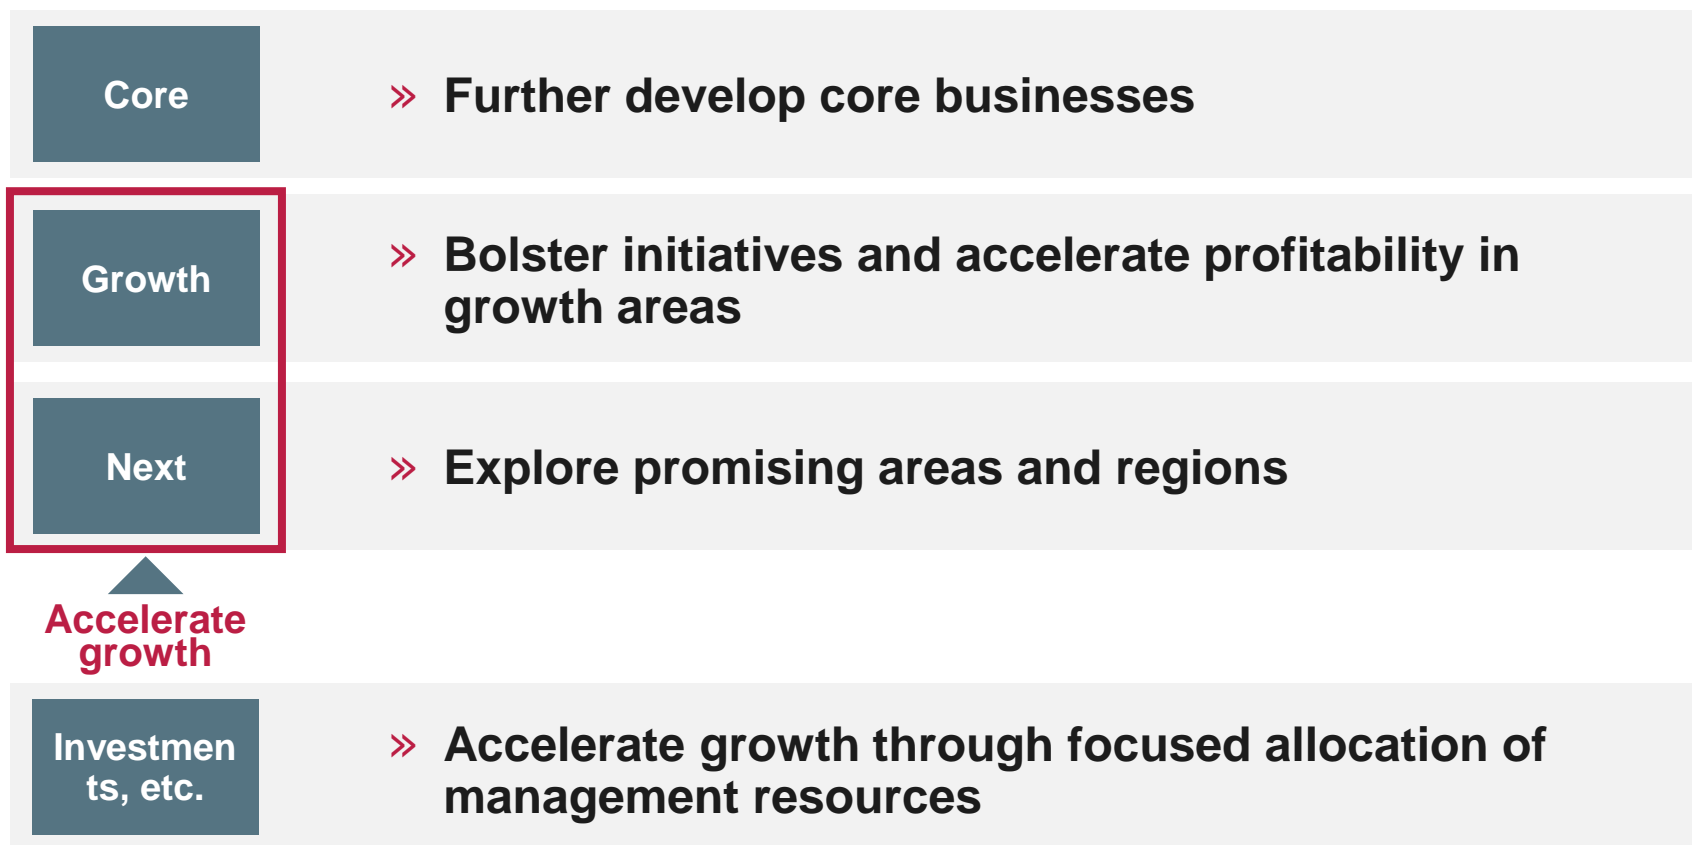 Core
» Further develop core businesses
Growth
» Bolster initiatives and accelerate profitability in
growth areas
Next
» Explore promising areas and regions
Accelerate
growth
Investmen
ts, etc.
» Accelerate growth through focused allocation of
management resources